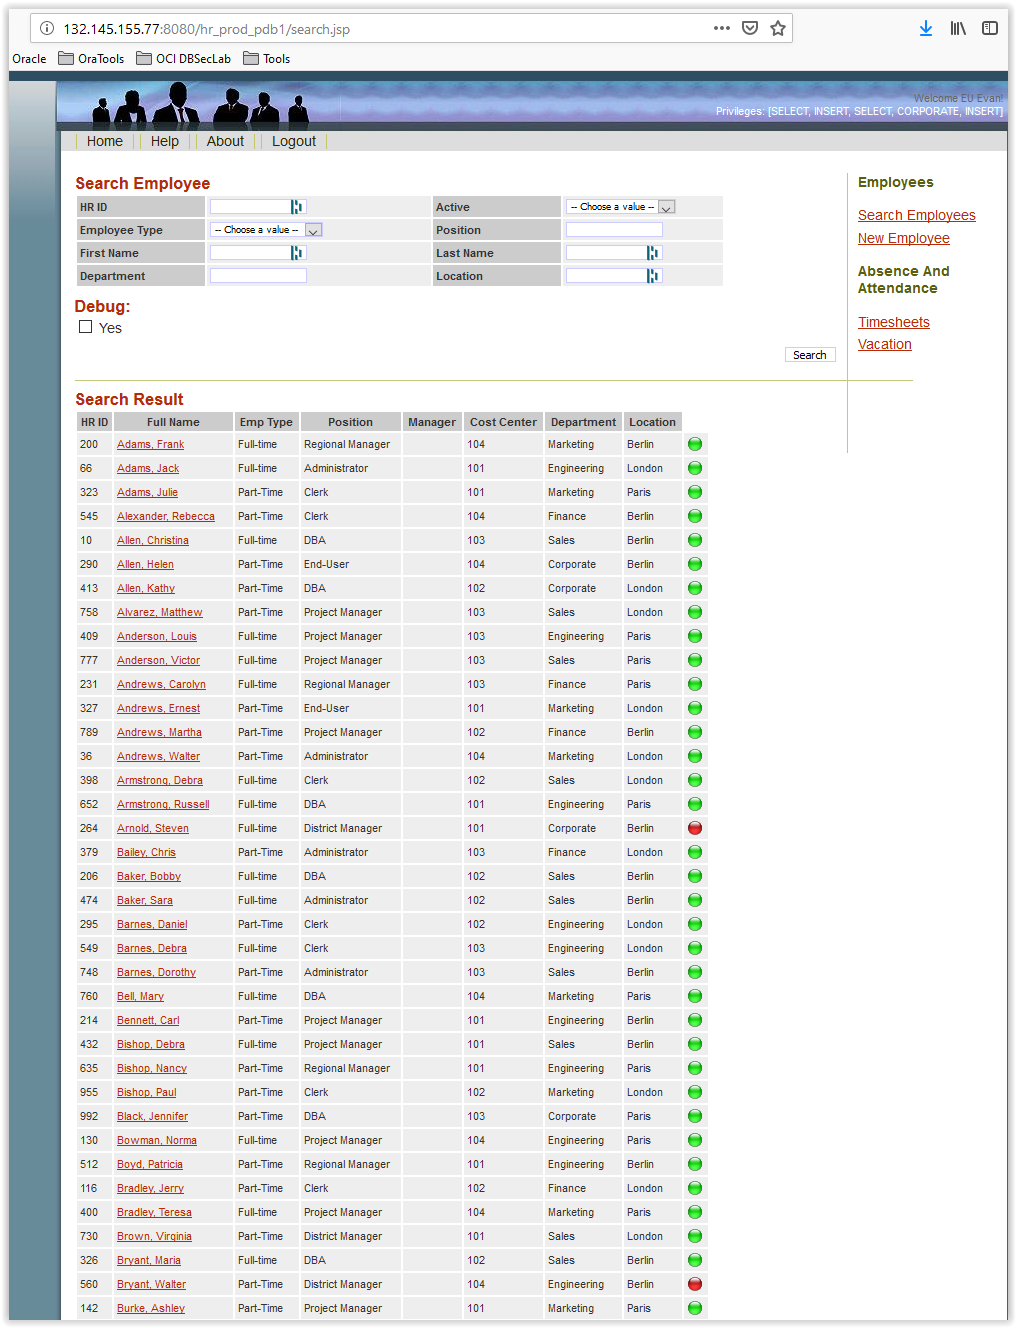 132.145.155.77:8080/hr_prod_pdb1/search.jsp
Oracle OraTools OCI DBSecLab Tools
Welcome EU Evan!
Privileges: [SELECT, INSERT, SELECT, CORPORATE, INSERT]
Home Help About Logout
Search Employee
HR ID Active -- Choose a value --
Employee Type -- Choose a value -- Position
First Name Last Name
Department Location
Debug:
Yes
Search
Employees
Search Employees
New Employee
Absence And
Attendance
Timesheets
Vacation
Search Result
HR ID Full Name Emp Type Position Manager Cost Center Department Location
200 Adams, Frank Full-time Regional Manager 104 Marketing Berlin
66 Adams, Jack Full-time Administrator 101 Engineering London
323 Adams, Julie Part-Time Clerk 101 Marketing Paris
545 Alexander, Rebecca Part-Time Clerk 104 Finance Berlin
10 Allen, Christina Full-time DBA 103 Sales Berlin
290 Allen, Helen Part-Time End-User 104 Corporate Berlin
413 Allen, Kathy Part-Time DBA 102 Corporate London
758 Alvarez, Matthew Part-Time Project Manager 103 Sales London
409 Anderson, Louis Full-time Project Manager 103 Engineering Paris
777 Anderson, Victor Full-time Project Manager 103 Sales Paris
231 Andrews, Carolyn Full-time Regional Manager 103 Finance Paris
327 Andrews, Ernest Part-Time End-User 101 Marketing London
789 Andrews, Martha Part-Time Project Manager 102 Finance Berlin
36 Andrews, Walter Part-Time Administrator 104 Marketing London
398 Armstrong, Debra Full-time Clerk 102 Sales London
652 Armstrong, Russell Full-time DBA 101 Engineering Paris
264 Arnold, Steven Full-time District Manager 101 Corporate Berlin
379 Bailey, Chris Part-Time Administrator 103 Finance London
206 Baker, Bobby Full-time DBA 102 Sales Berlin
474 Baker, Sara Full-time Administrator 102 Sales Berlin
295 Barnes, Daniel Part-Time Clerk 102 Engineering London
549 Barnes, Debra Full-time Clerk 103 Engineering London
748 Barnes, Dorothy Part-Time Administrator 103 Sales Berlin
760 Bell, Mary Full-time DBA 104 Marketing Paris
214 Bennett, Carl Part-Time Project Manager 101 Engineering Berlin
432 Bishop, Debra Full-time Project Manager 101 Sales Berlin
635 Bishop, Nancy Part-Time Regional Manager 101 Engineering Paris
955 Bishop, Paul Part-Time Clerk 102 Marketing London
992 Black, Jennifer Part-Time DBA 103 Corporate Paris
130 Bowman, Norma Full-time Project Manager 104 Engineering Paris
512 Boyd, Patricia Part-Time Regional Manager 101 Engineering Berlin
116 Bradley, Jerry Part-Time Clerk 102 Finance London
400 Bradley, Teresa Full-time Project Manager 104 Marketing Paris
730 Brown, Virginia Part-Time District Manager 101 Sales London
326 Bryant, Maria Full-time DBA 102 Sales Berlin
560 Bryant, Walter Part-Time District Manager 104 Engineering Berlin
142 Burke, Ashley Part-Time Project Manager 101 Marketing Paris